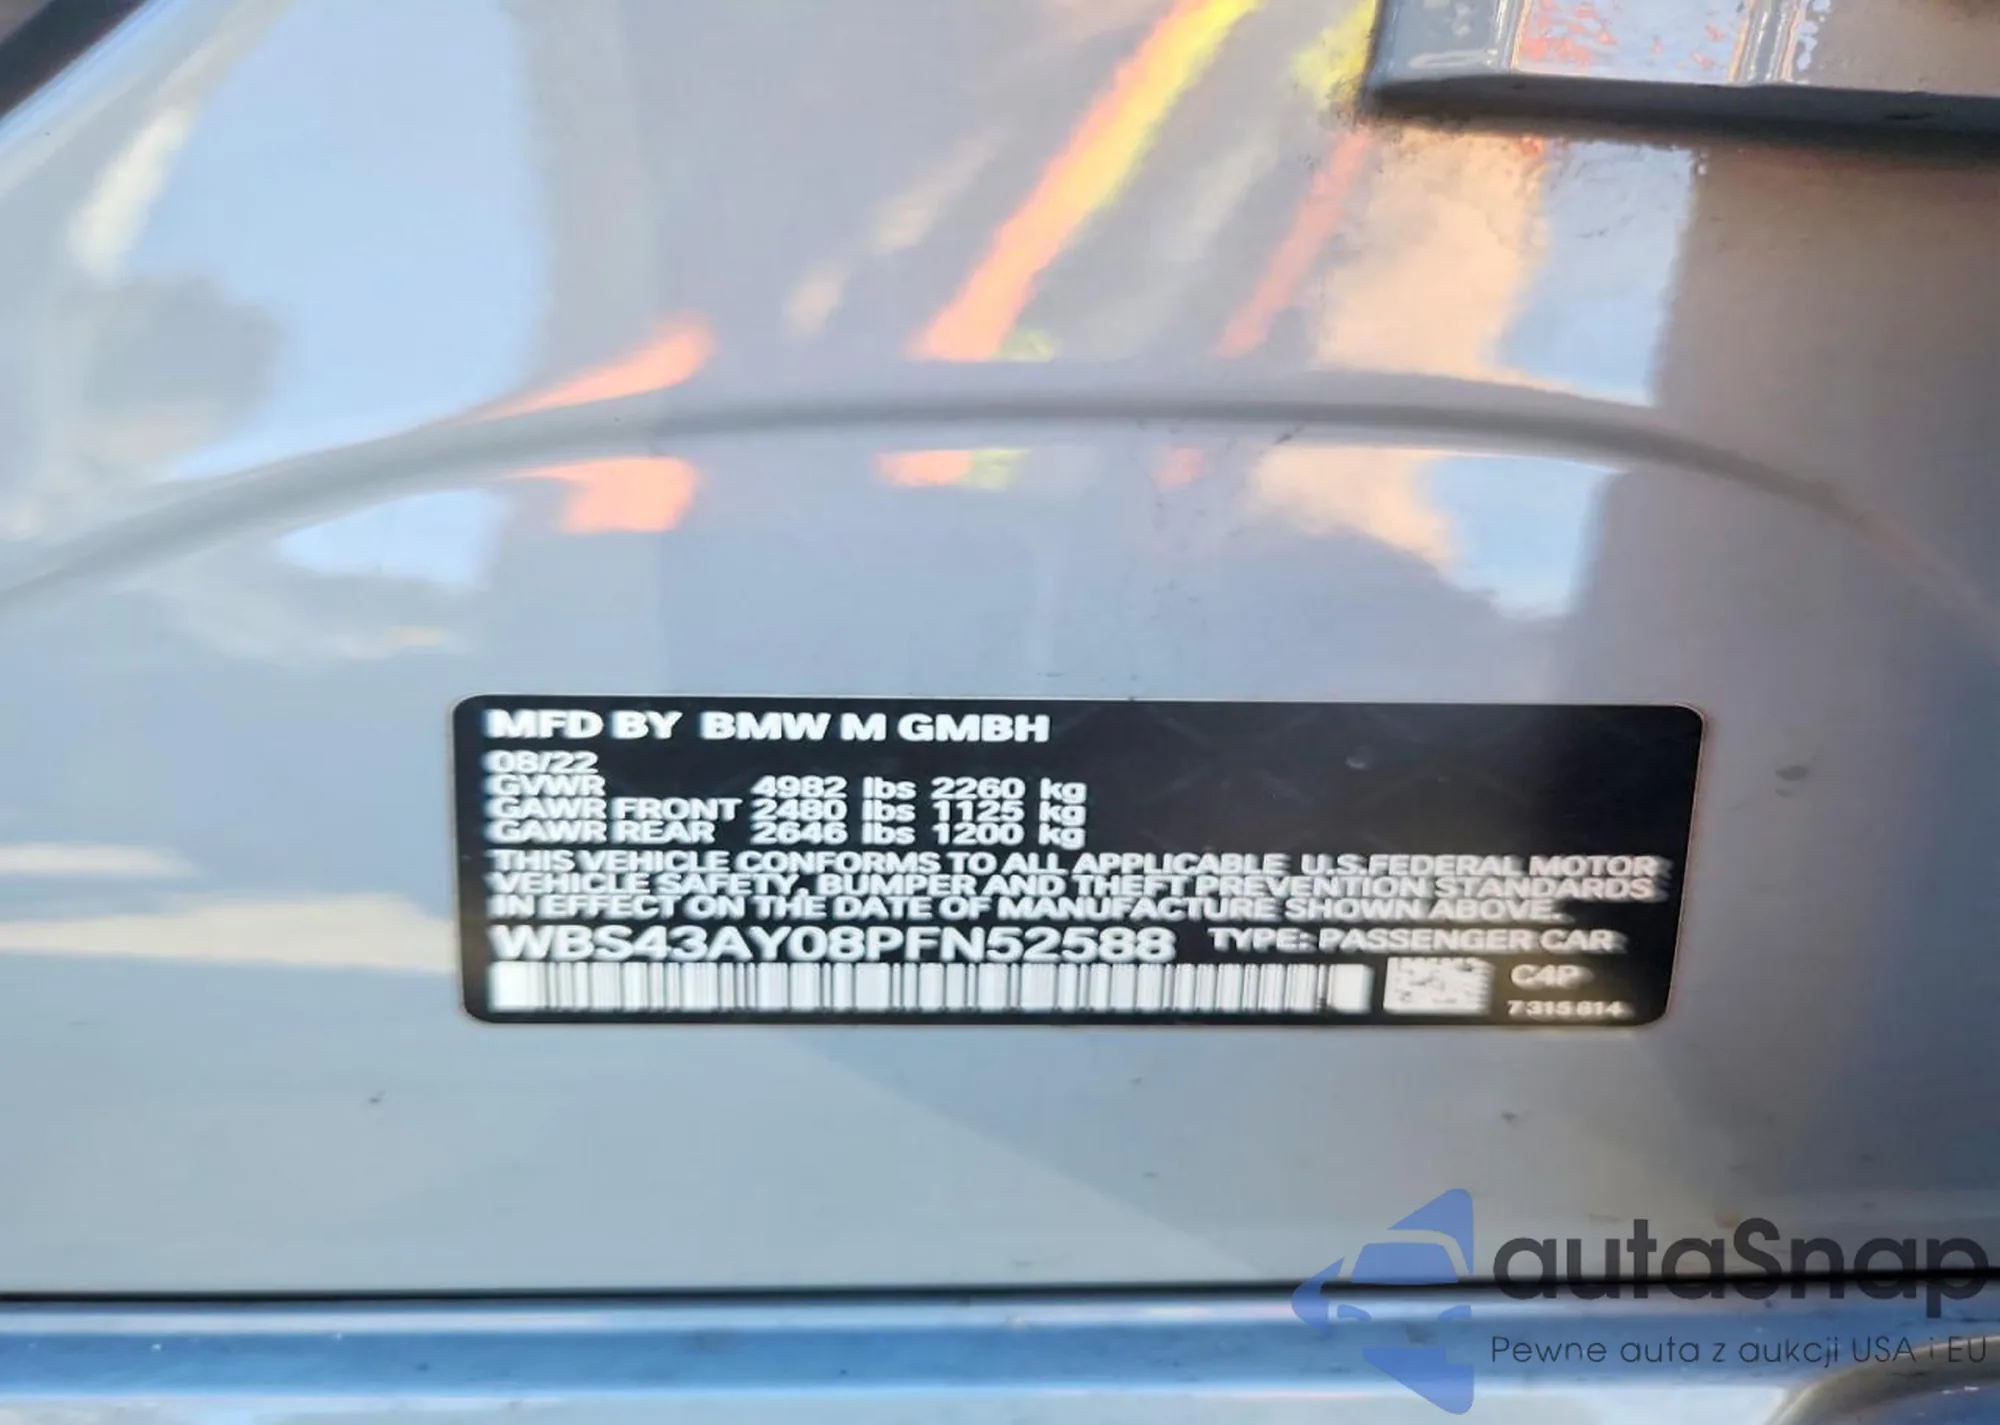 MFD BY BMW M GMBH
08/22
GVWR 4982 lbs 2260 kg
GAWR FRONT 2480 lbs 1125 kg
GAWR REAR 2646 lbs 1200 kg
THIS VEHICLE CONFORMS TO ALL APPLICABLE U.S.FEDERAL MOTOR
VEHICLE SAFETY, BUMPER AND THEFT PREVENTION STANDARDS
IN EFFECT ON THE DATE OF MANUFACTURE SHOWN ABOVE.
WBS43AY08PFN52588 TYPE: PASSENGER CAR
C4P
7 315 614
autaSnap
Pewne auta z aukcji USA i EU